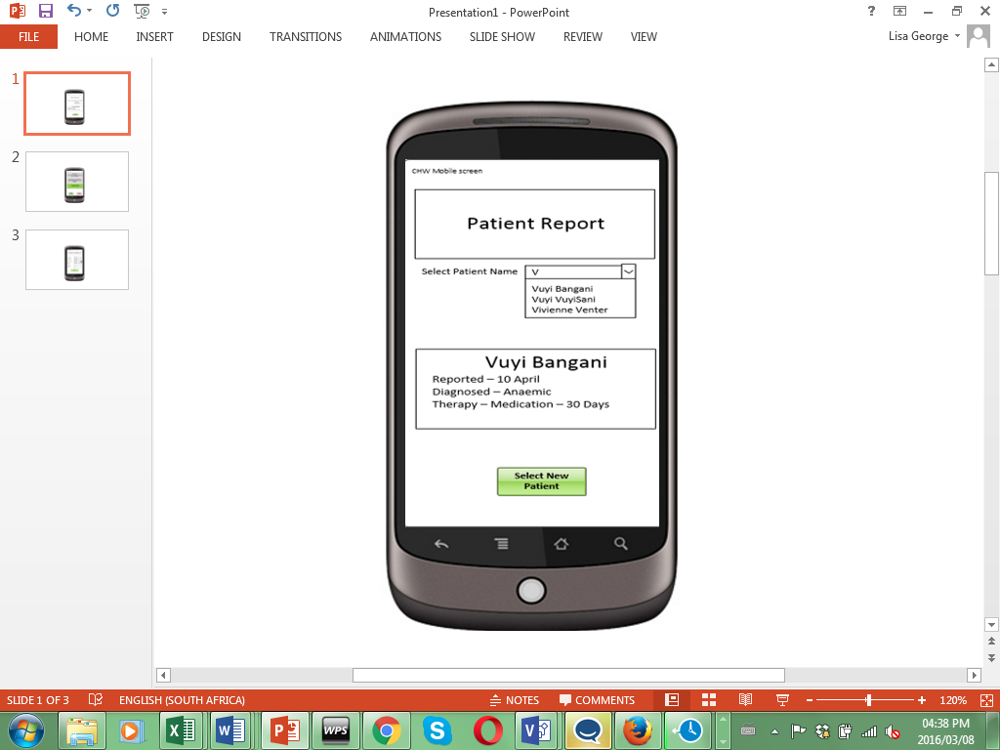 Presentation1 - PowerPoint
?
FILE HOME INSERT DESIGN TRANSITIONS ANIMATIONS SLIDE SHOW REVIEW VIEW
Lisa George
1
2
3
CHW Mobile screen
Patient Report
Select Patient Name V
Vuyi Bangani
Vuyi VuyiSani
Vivienne Venter
Vuyi Bangani
Reported – 10 April
Diagnosed – Anaemic
Therapy – Medication – 30 Days
Select New
Patient
SLIDE 1 OF 3 ENGLISH (SOUTH AFRICA) NOTES COMMENTS 120%
WPS
04:38 PM
2016/03/08